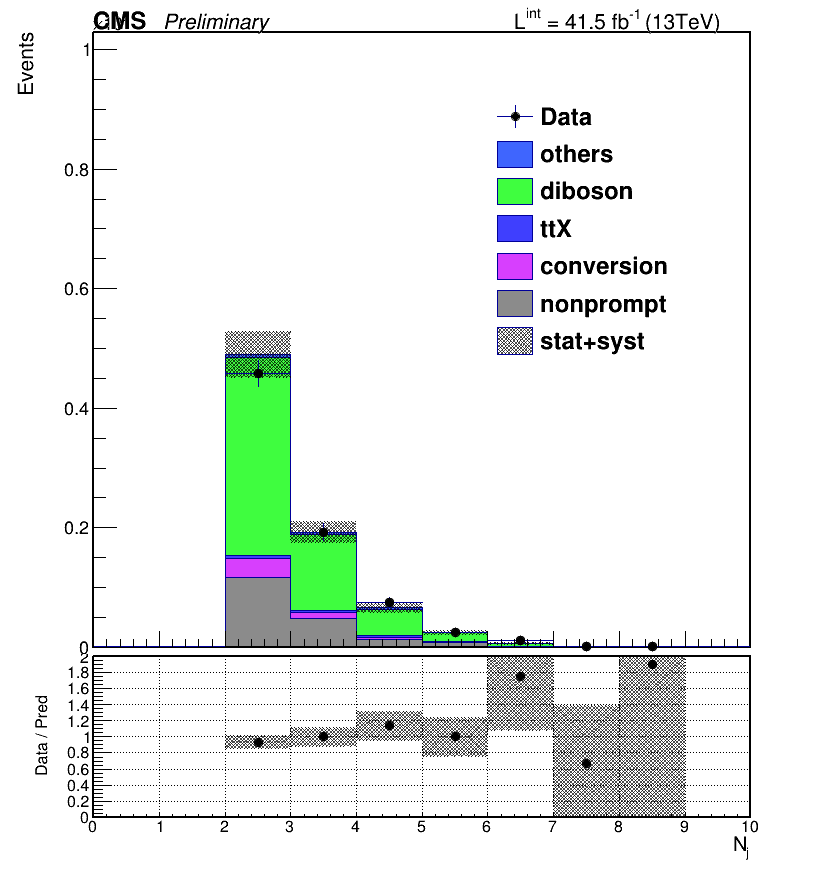 CMS Preliminary L^int = 41.5 fb^-1 (13TeV)
Events
1
0.8
0.6
0.4
0.2
0
Data
others
diboson
ttX
conversion
nonprompt
stat+syst
Data / Pred
2
1.8
1.6
1.4
1.2
1
0.8
0.6
0.4
0.2
0
0 1 2 3 4 5 6 7 8 9 10
N_j